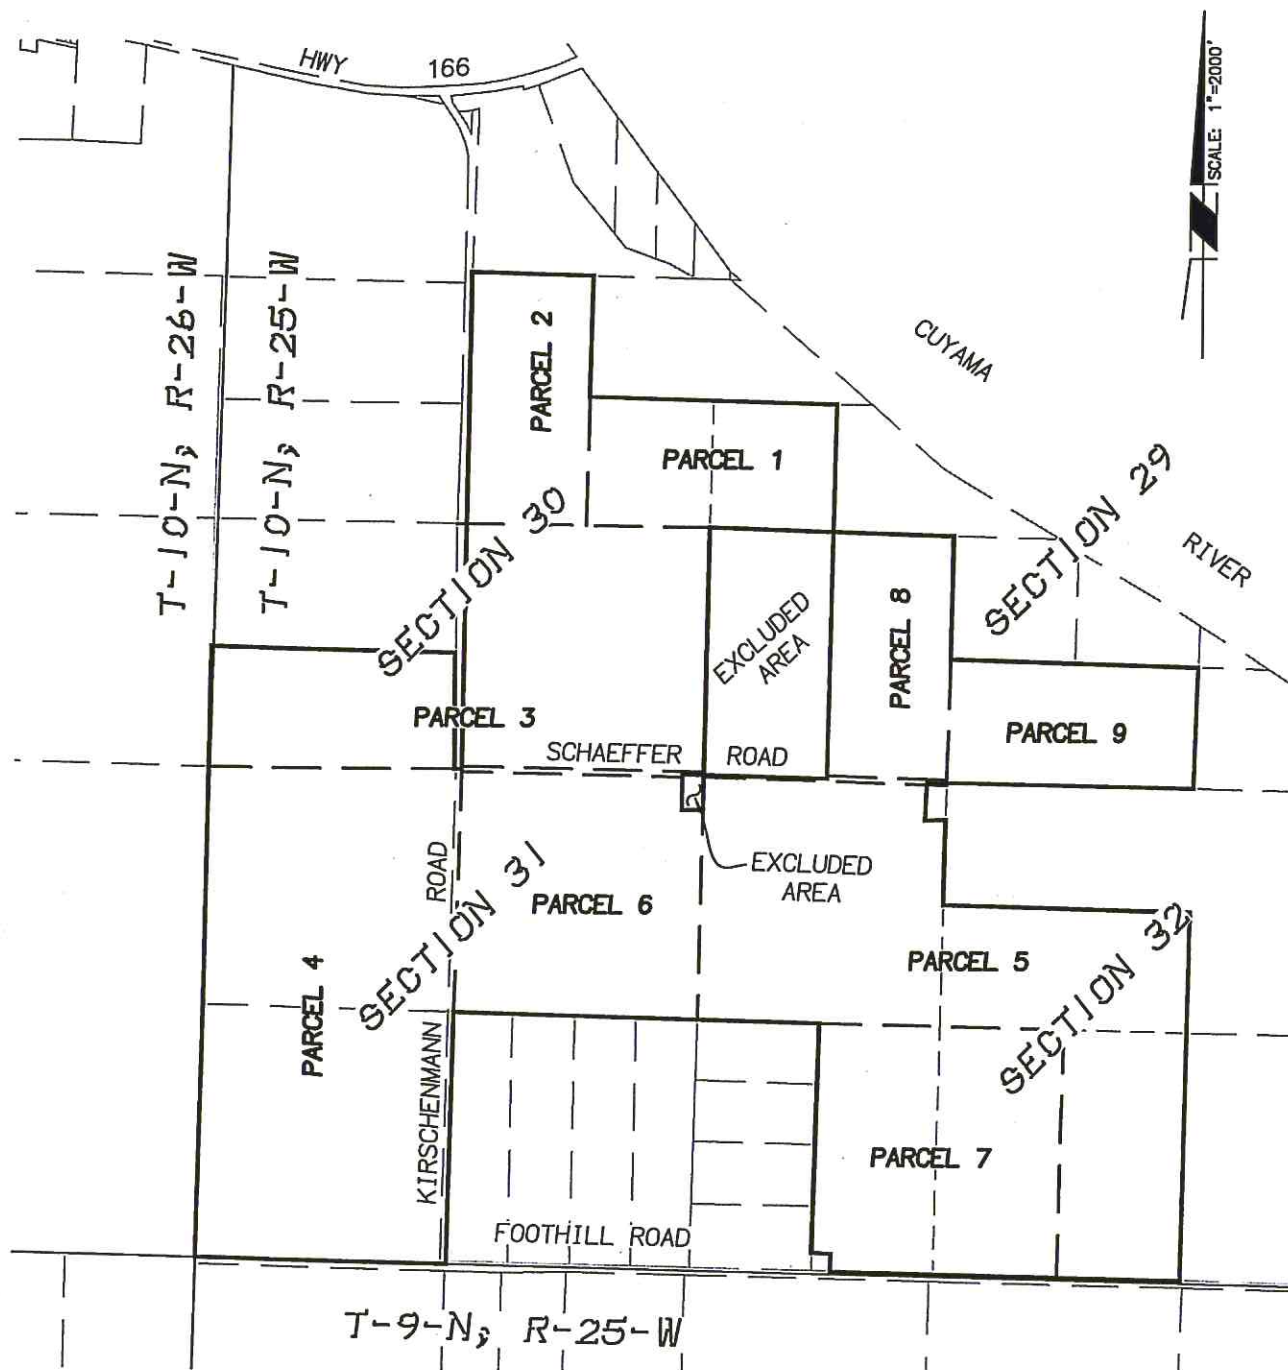 HWY 166
SCALE: 1"=2000'
T-10-N, R-26-W
T-10-N, R-25-W
PARCEL 2
CUYAMA
RIVER
PARCEL 1
SECTION 30
SECTION 29
EXCLUDED
AREA
PARCEL 8
PARCEL 3
PARCEL 9
SCHAEFFER ROAD
EXCLUDED
AREA
KIRSCHENMANN ROAD
SECTION 31
PARCEL 6
PARCEL 4
PARCEL 5
SECTION 32
PARCEL 7
FOOTHILL ROAD
T-9-N, R-25-W